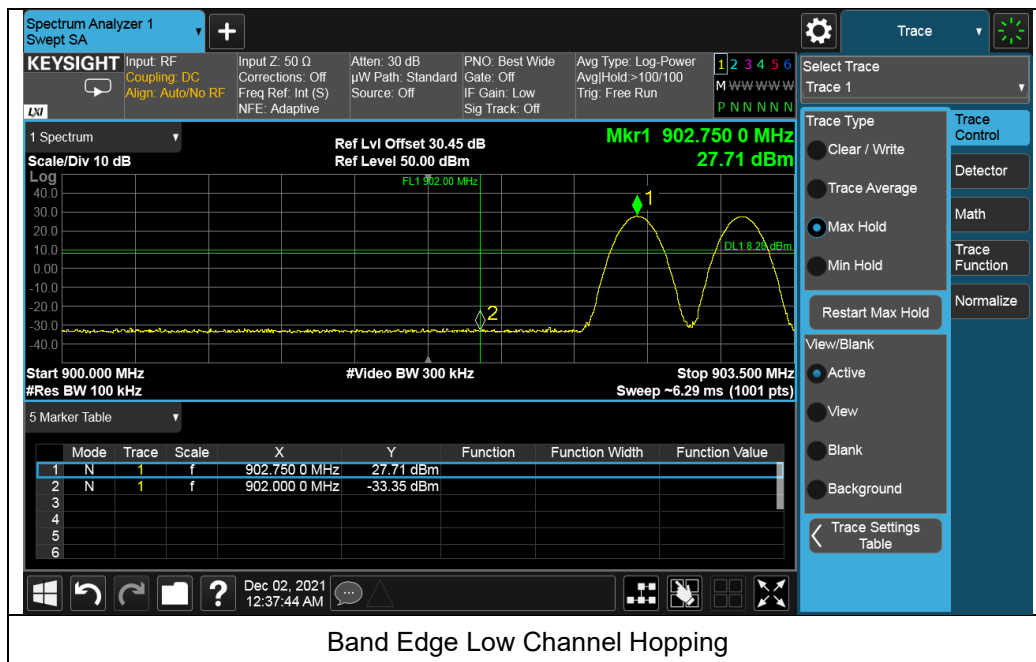 Spectrum Analyzer 1
Swept SA
+
Trace
KEYSIGHT
LXI
Input: RF
Coupling: DC
Align: Auto/No RF
Input Z: 50 Ω
Corrections: Off
Freq Ref: Int (S)
NFE: Adaptive
Atten: 30 dB
µW Path: Standard
Source: Off
PNO: Best Wide
Gate: Off
IF Gain: Low
Sig Track: Off
Avg Type: Log-Power
Avg|Hold:>100/100
Trig: Free Run
1 2 3 4 5 6
M W W W W W
P N N N N N
Select Trace
Trace 1
1 Spectrum
Scale/Div 10 dB
Ref Lvl Offset 30.45 dB
Ref Level 50.00 dBm
Mkr1 902.750 0 MHz
27.71 dBm
Log
40.0
30.0
20.0
10.0
0.00
-10.0
-20.0
-30.0
-40.0
FL1 902.00 MHz
1
DL1 8.28 dBm
2
Start 900.000 MHz
#Video BW 300 kHz
Stop 903.500 MHz
#Res BW 100 kHz
Sweep ~6.29 ms (1001 pts)
5 Marker Table
Mode Trace Scale X Y Function Function Width Function Value
1 N 1 f 902.750 0 MHz 27.71 dBm
2 N 1 f 902.000 0 MHz -33.35 dBm
3
4
5
6
Trace Type
Clear / Write
Trace Average
Max Hold
Min Hold
Restart Max Hold
View/Blank
Active
View
Blank
Background
Trace Settings
Table
Trace
Control
Detector
Math
Trace
Function
Normalize
?
Dec 02, 2021
12:37:44 AM
Band Edge Low Channel Hopping